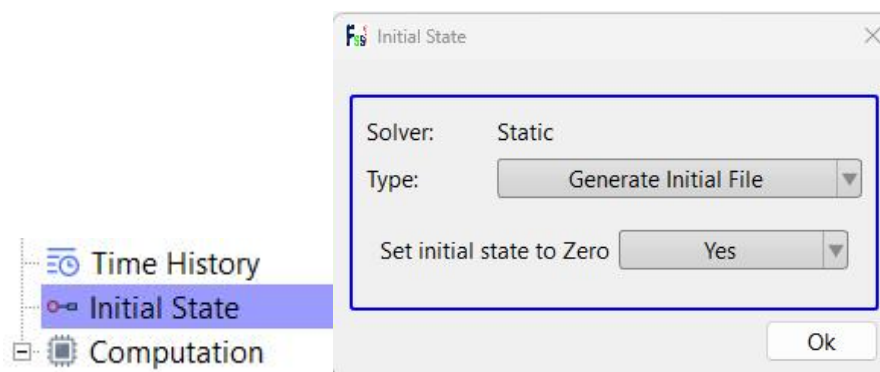 Time History
Initial State
Computation
Fssi Initial State
Solver: Static
Type: Generate Initial File
Set initial state to Zero Yes
Ok